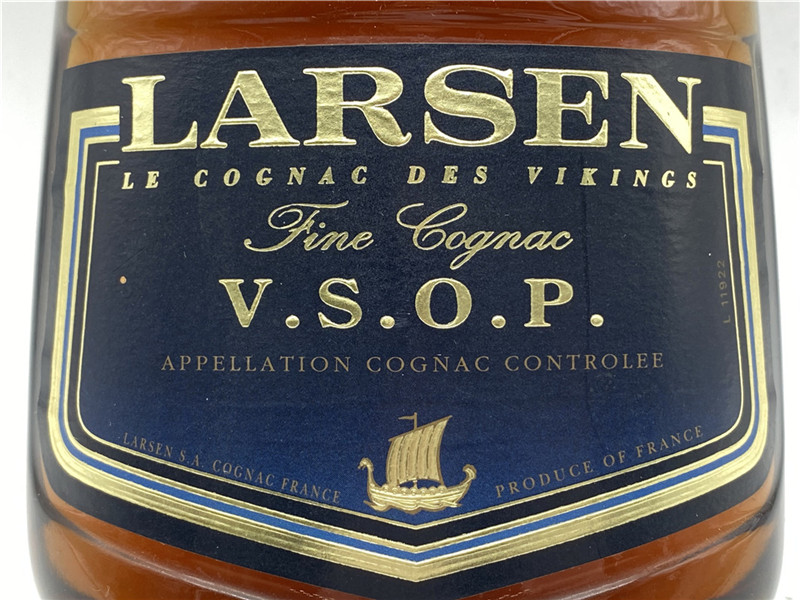 LARSEN
LE COGNAC DES VIKINGS
Fine Cognac
V.S.O.P.
L 11922
APPELLATION COGNAC CONTROLEE
LARSEN S.A. COGNAC FRANCE
PRODUCE OF FRANCE